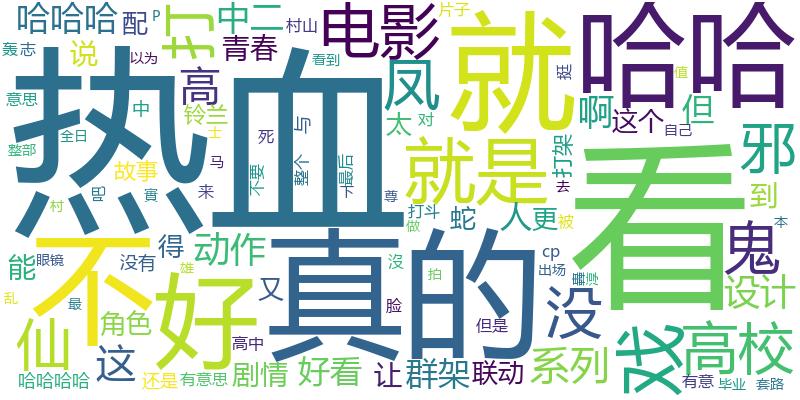 哈哈哈
配
P
打
中二
村山
电影
片子
就
哈哈
轰
志
说
青春
以为
看到
凤
挺
值
热血
高
意思
中
铃兰
士
太
对
啊
这个
但
自己
整部
全日
故事
马
死
与
整个
不要
最后
才
就是
打架
去
邪
村
吧
實
来
尊
打斗
做
蛇
人更
被
到
本
看
不
好
真的
能
眼镜
没有
得
动作
cp
出场
没
鬼
设计
乱
最
雄
又
沒
拍
仙
角色
高中
脸
但是
戏
高校
这
哈哈哈哈
还是
有意思
剧情
好看
让
群架
联动
系列
有意
毕业
套路